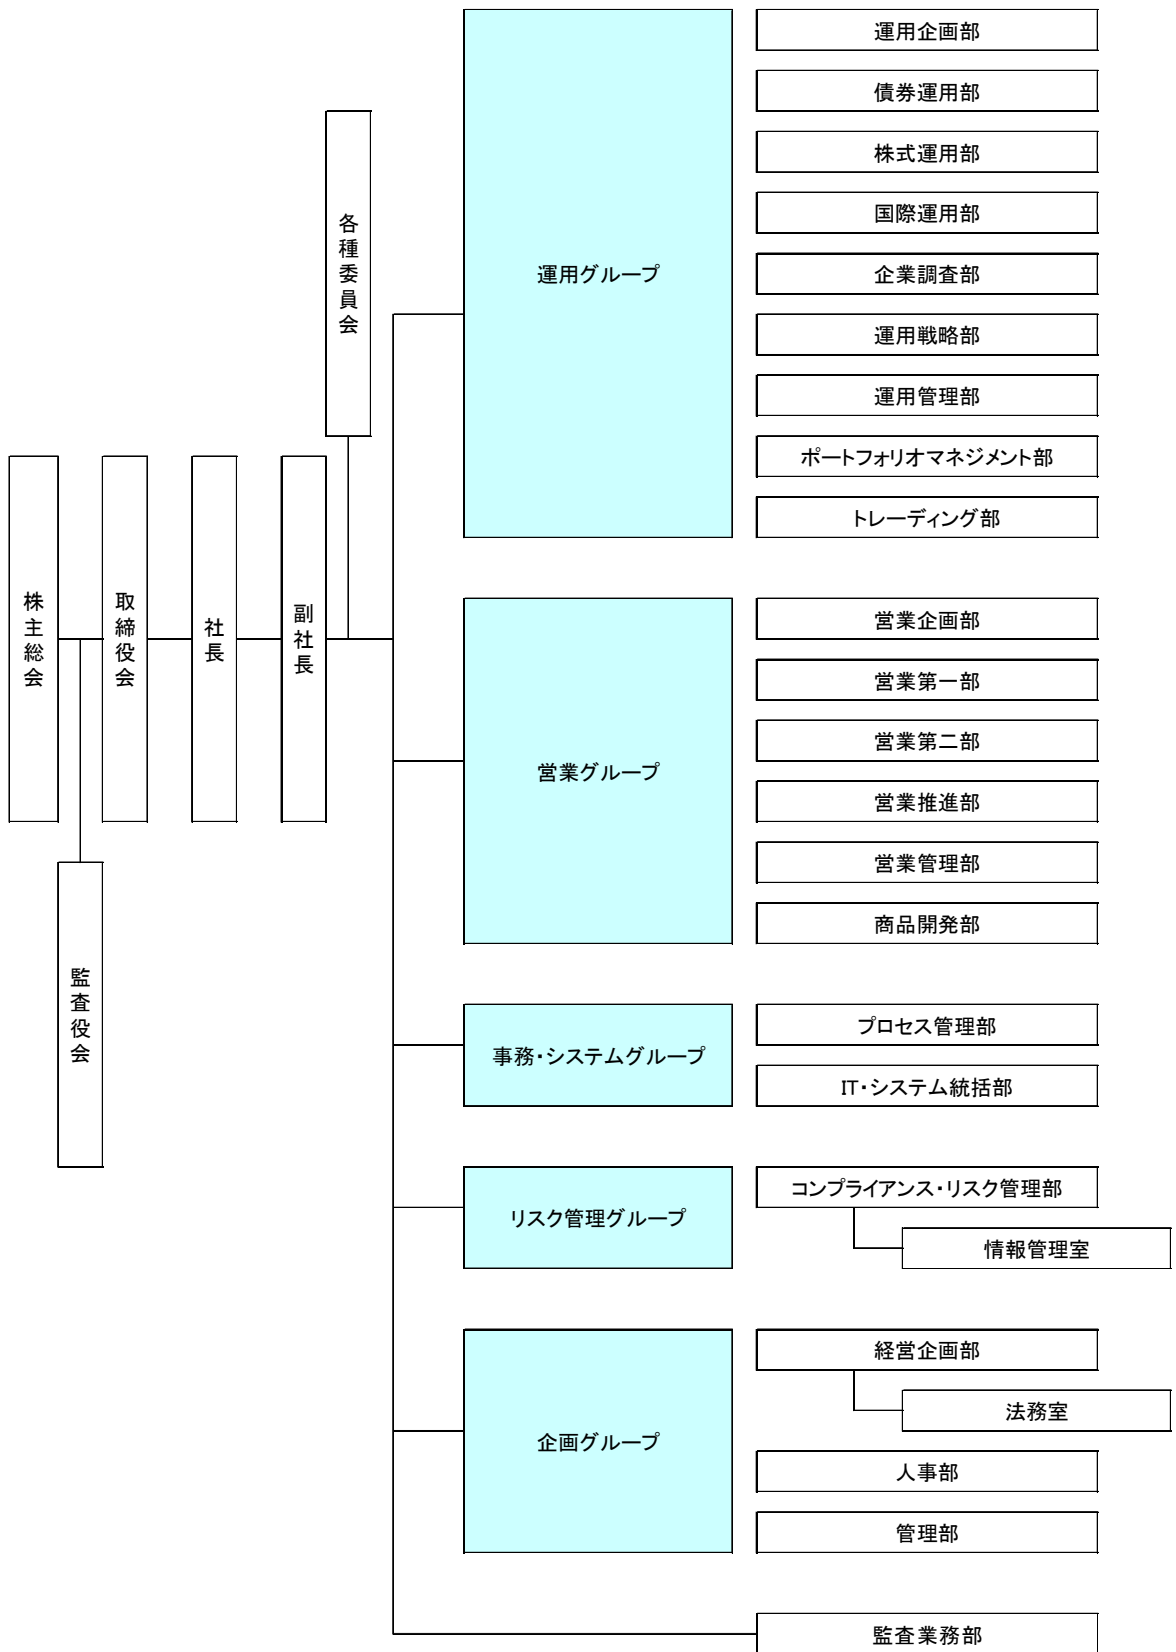 株主総会
監査役会
取締役会
社長
副社長
各種委員会
運用グループ
運用企画部
債券運用部
株式運用部
国際運用部
企業調査部
運用戦略部
運用管理部
ポートフォリオマネジメント部
トレーディング部
営業グループ
営業企画部
営業第一部
営業第二部
営業推進部
営業管理部
商品開発部
事務・システムグループ
プロセス管理部
IT・システム統括部
リスク管理グループ
コンプライアンス・リスク管理部
情報管理室
企画グループ
経営企画部
法務室
人事部
管理部
監査業務部